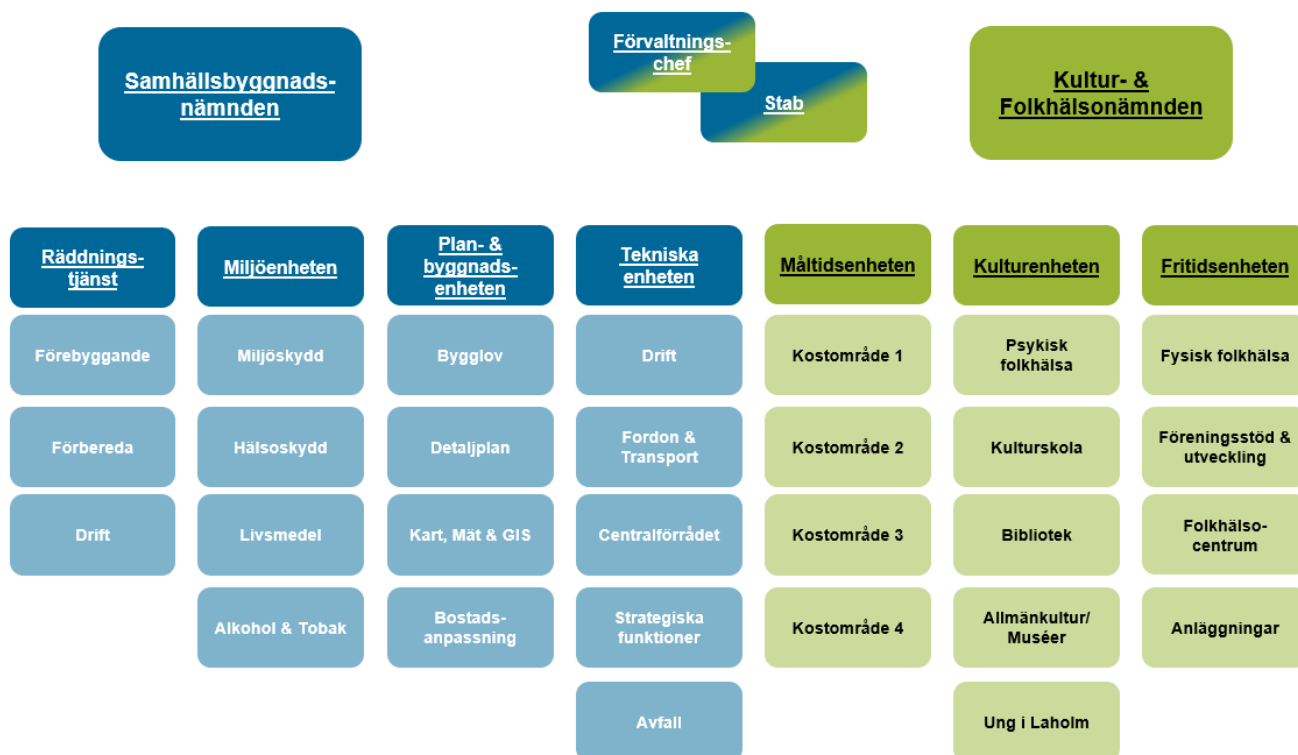 Samhällsbyggnads-
nämnden
Förvaltnings-
chef
Stab
Kultur- &
Folkhälsonämnden
Räddnings-
tjänst
Miljöenheten
Plan- &
byggnads-
enheten
Tekniska
enheten
Måltidsenheten
Kulturenheten
Fritidsenheten
Förebyggande
Miljöskydd
Bygglov
Drift
Kostområde 1
Psykisk
folkhälsa
Fysisk folkhälsa
Förbereda
Hälsoskydd
Detaljplan
Fordon &
Transport
Kostområde 2
Kulturskola
Föreningsstöd &
utveckling
Drift
Livsmedel
Kart, Mät & GIS
Centralförrådet
Kostområde 3
Bibliotek
Folkhälso-
centrum
Alkohol & Tobak
Bostads-
anpassning
Strategiska
funktioner
Kostområde 4
Allmänkultur/
Muséer
Anläggningar
Avfall
Ung i Laholm